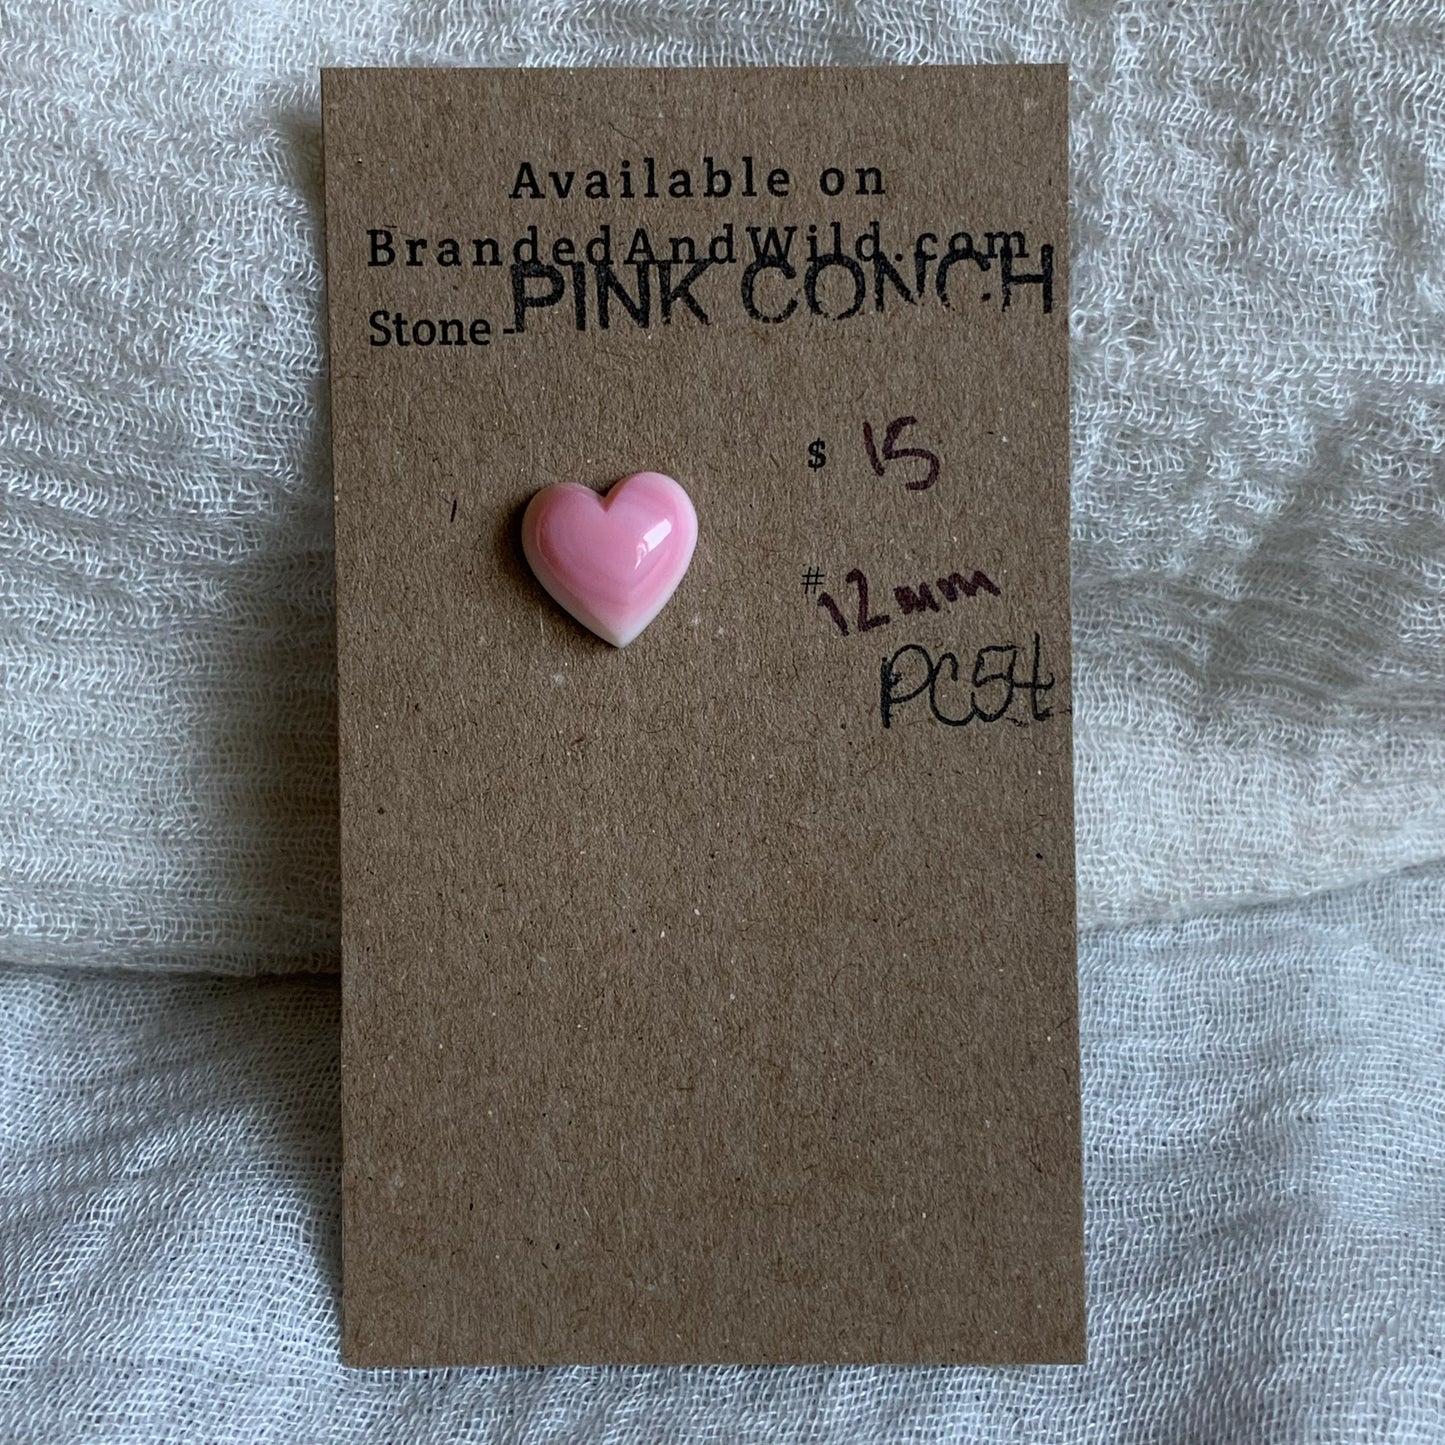 Available on
BrandedAndWild.com
Stone - PINK CONCH
$ 15
# 12mm
PC54